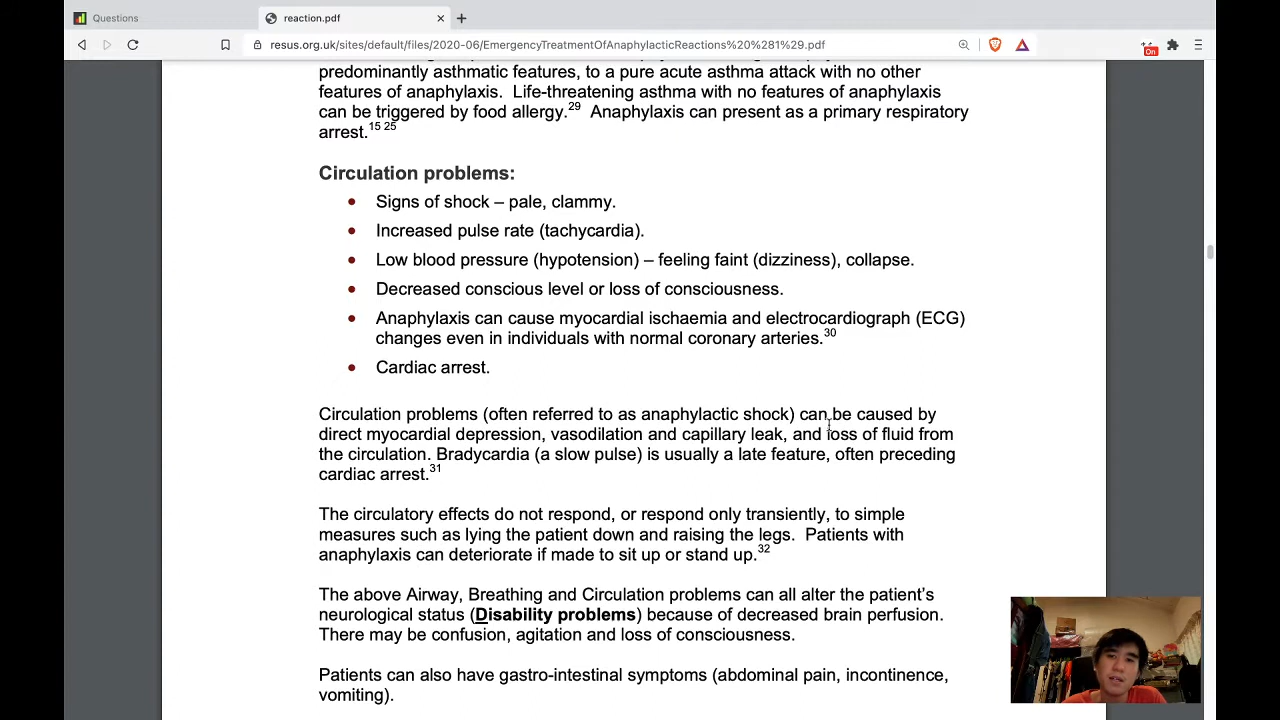 Questions
reaction.pdf
resus.org.uk/sites/default/files/2020-06/EmergencyTreatmentOfAnaphylacticReactions%20%281%29.pdf
On
predominantly asthmatic features, to a pure acute asthma attack with no other
features of anaphylaxis. Life-threatening asthma with no features of anaphylaxis
can be triggered by food allergy.29 Anaphylaxis can present as a primary respiratory
arrest.15 25
Circulation problems:
• Signs of shock – pale, clammy.
• Increased pulse rate (tachycardia).
• Low blood pressure (hypotension) – feeling faint (dizziness), collapse.
• Decreased conscious level or loss of consciousness.
• Anaphylaxis can cause myocardial ischaemia and electrocardiograph (ECG)
changes even in individuals with normal coronary arteries.30
• Cardiac arrest.
Circulation problems (often referred to as anaphylactic shock) can be caused by
direct myocardial depression, vasodilation and capillary leak, and loss of fluid from
the circulation. Bradycardia (a slow pulse) is usually a late feature, often preceding
cardiac arrest.31
The circulatory effects do not respond, or respond only transiently, to simple
measures such as lying the patient down and raising the legs. Patients with
anaphylaxis can deteriorate if made to sit up or stand up.32
The above Airway, Breathing and Circulation problems can all alter the patient’s
neurological status (Disability problems) because of decreased brain perfusion.
There may be confusion, agitation and loss of consciousness.
Patients can also have gastro-intestinal symptoms (abdominal pain, incontinence,
vomiting).